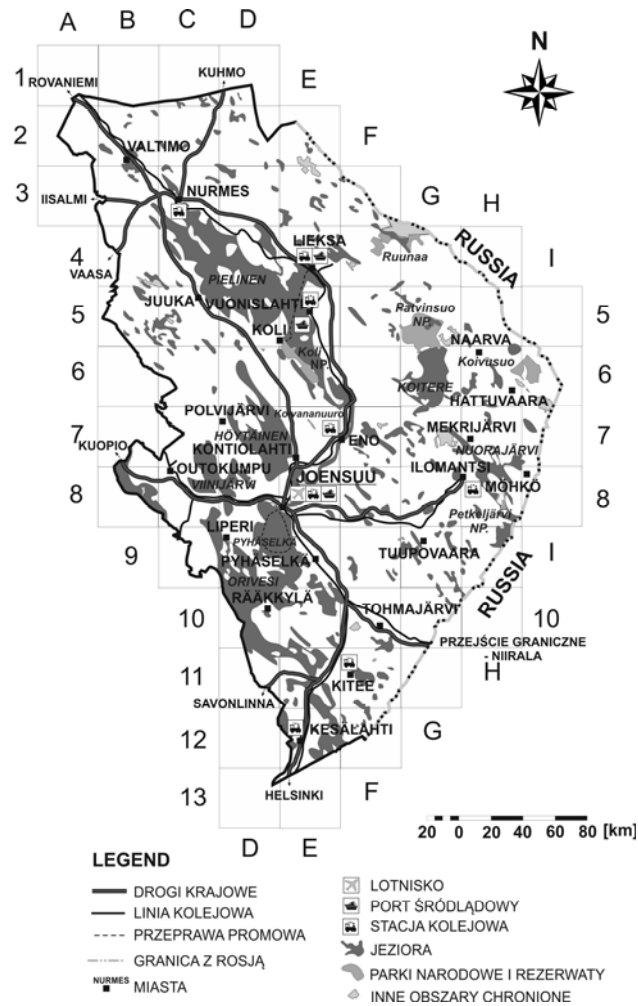 A B C D
N
E
1
ROVANIEMI
KUHMO
2
F
VALTIMO
3
IISALMI
NURMES
G
H
4
VAASA
LIEKSA
Ruunaa
RUSSIA
I
PIELINEN
5
JUUKA
VUONISLAHTI
Patvinsuo
NP.
5
KOLI
Koli
NP.
NAARVA
Koivusuo
6
KOITERE
6
HATTUVAARA
POLVIJÄRVI
Kolvananuuro
MEKRIJÄRVI
7
HÖYTÄINEN
ENO
NUORAJÄRVI
7
KUOPIO
KONTIOLAHTI
OUTOKUMPU
JOENSUU
ILOMANTSI
MÖHKÖ
VIINIJÄRVI
8
Petkeljärvi
NP.
8
LIPERI
PYHÄSELKÄ
TUUPOVAARA
9
PYHÄSELKÄ
I
RUSSIA
ORIVESI
RÄÄKKYLÄ
10
TOHMAJÄRVI
10
PRZEJŚCIE GRANICZNE
- NIIRALA
11
H
SAVONLINNA
KITEE
12
KESÄLAHTI
G
13
HELSINKI
F
20 0 20 40 60 80 [km]
D E
LEGEND
DROGI KRAJOWE
LINIA KOLEJOWA
PRZEPRAWA PROMOWA
GRANICA Z ROSJĄ
NURMES
MIASTA
LOTNISKO
PORT ŚRÓDLĄDOWY
STACJA KOLEJOWA
JEZIORA
PARKI NARODOWE I REZERWATY
INNE OBSZARY CHRONIONE